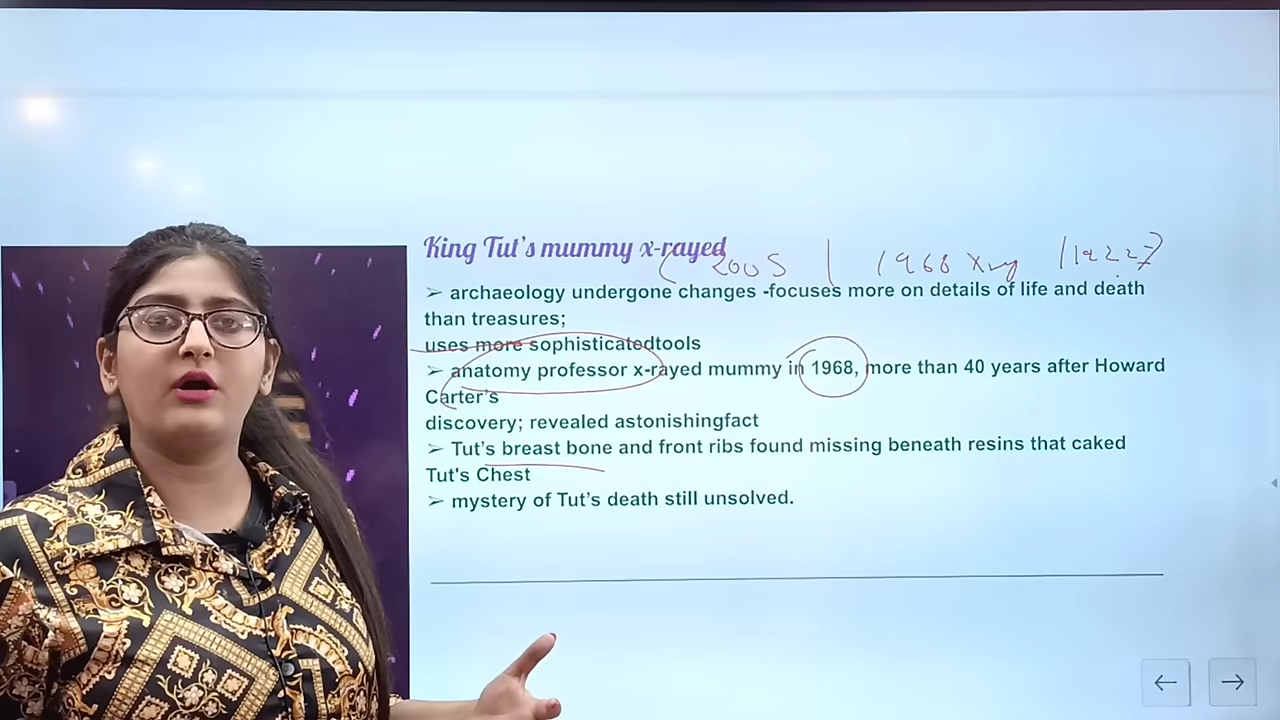 King Tut's mummy x-rayed
2005 | 1968 Xray | 1922
➢ archaeology undergone changes -focuses more on details of life and death
than treasures;
uses more sophisticatedtools
➢ anatomy professor x-rayed mummy in 1968, more than 40 years after Howard
Carter's
discovery; revealed astonishingfact
➢ Tut's breast bone and front ribs found missing beneath resins that caked
Tut's Chest
➢ mystery of Tut's death still unsolved.
← →